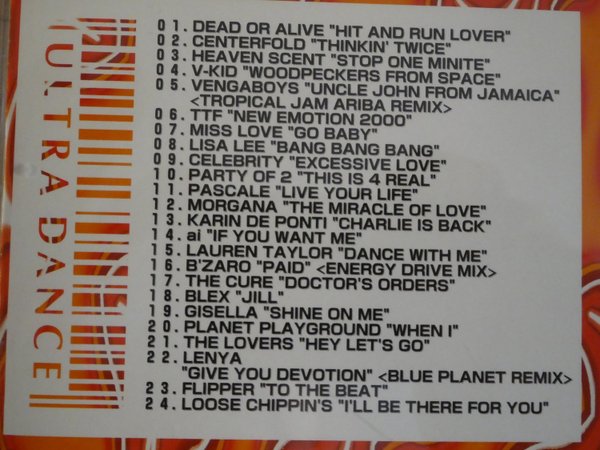 ULTRA DANCE
01. DEAD OR ALIVE "HIT AND RUN LOVER"
02. CENTERFOLD "THINKIN' TWICE"
03. HEAVEN SCENT "STOP ONE MINITE"
04. V-KID "WOODPECKERS FROM SPACE"
05. VENGABOYS "UNCLE JOHN FROM JAMAICA"
<TROPICAL JAM ARIBA REMIX>
06. TTF "NEW EMOTION 2000"
07. MISS LOVE "GO BABY"
08. LISA LEE "BANG BANG BANG"
09. CELEBRITY "EXCESSIVE LOVE"
10. PARTY OF 2 "THIS IS 4 REAL"
11. PASCALE "LIVE YOUR LIFE"
12. MORGANA "THE MIRACLE OF LOVE"
13. KARIN DE PONTI "CHARLIE IS BACK"
14. ai "IF YOU WANT ME"
15. LAUREN TAYLOR "DANCE WITH ME"
16. B'ZARO "PAID" <ENERGY DRIVE MIX>
17. THE CURE "DOCTOR'S ORDERS"
18. BLEX "JILL"
19. GISELLA "SHINE ON ME"
20. PLANET PLAYGROUND "WHEN I"
21. THE LOVERS "HEY LET'S GO"
22. LENYA
"GIVE YOU DEVOTION" <BLUE PLANET REMIX>
23. FLIPPER "TO THE BEAT"
24. LOOSE CHIPPIN'S "I'LL BE THERE FOR YOU"